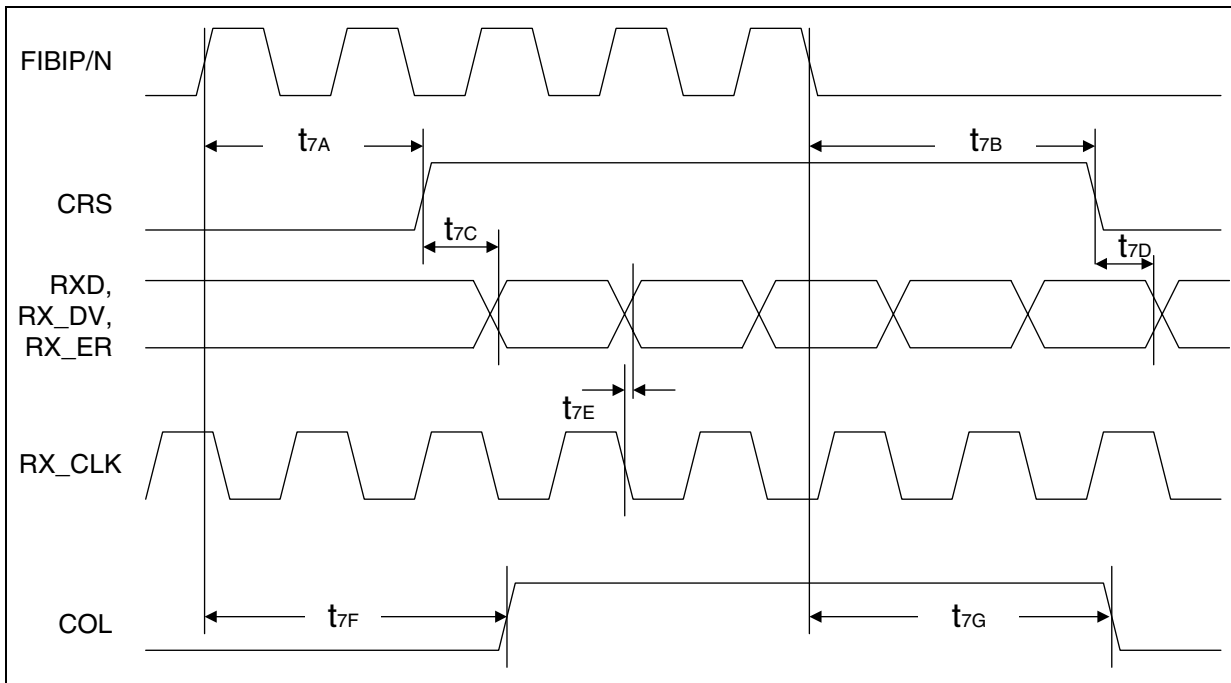 FIBIP/N
t7A
t7B
CRS
t7C
t7D
RXD,
RX_DV,
RX_ER
t7E
RX_CLK
t7F
t7G
COL